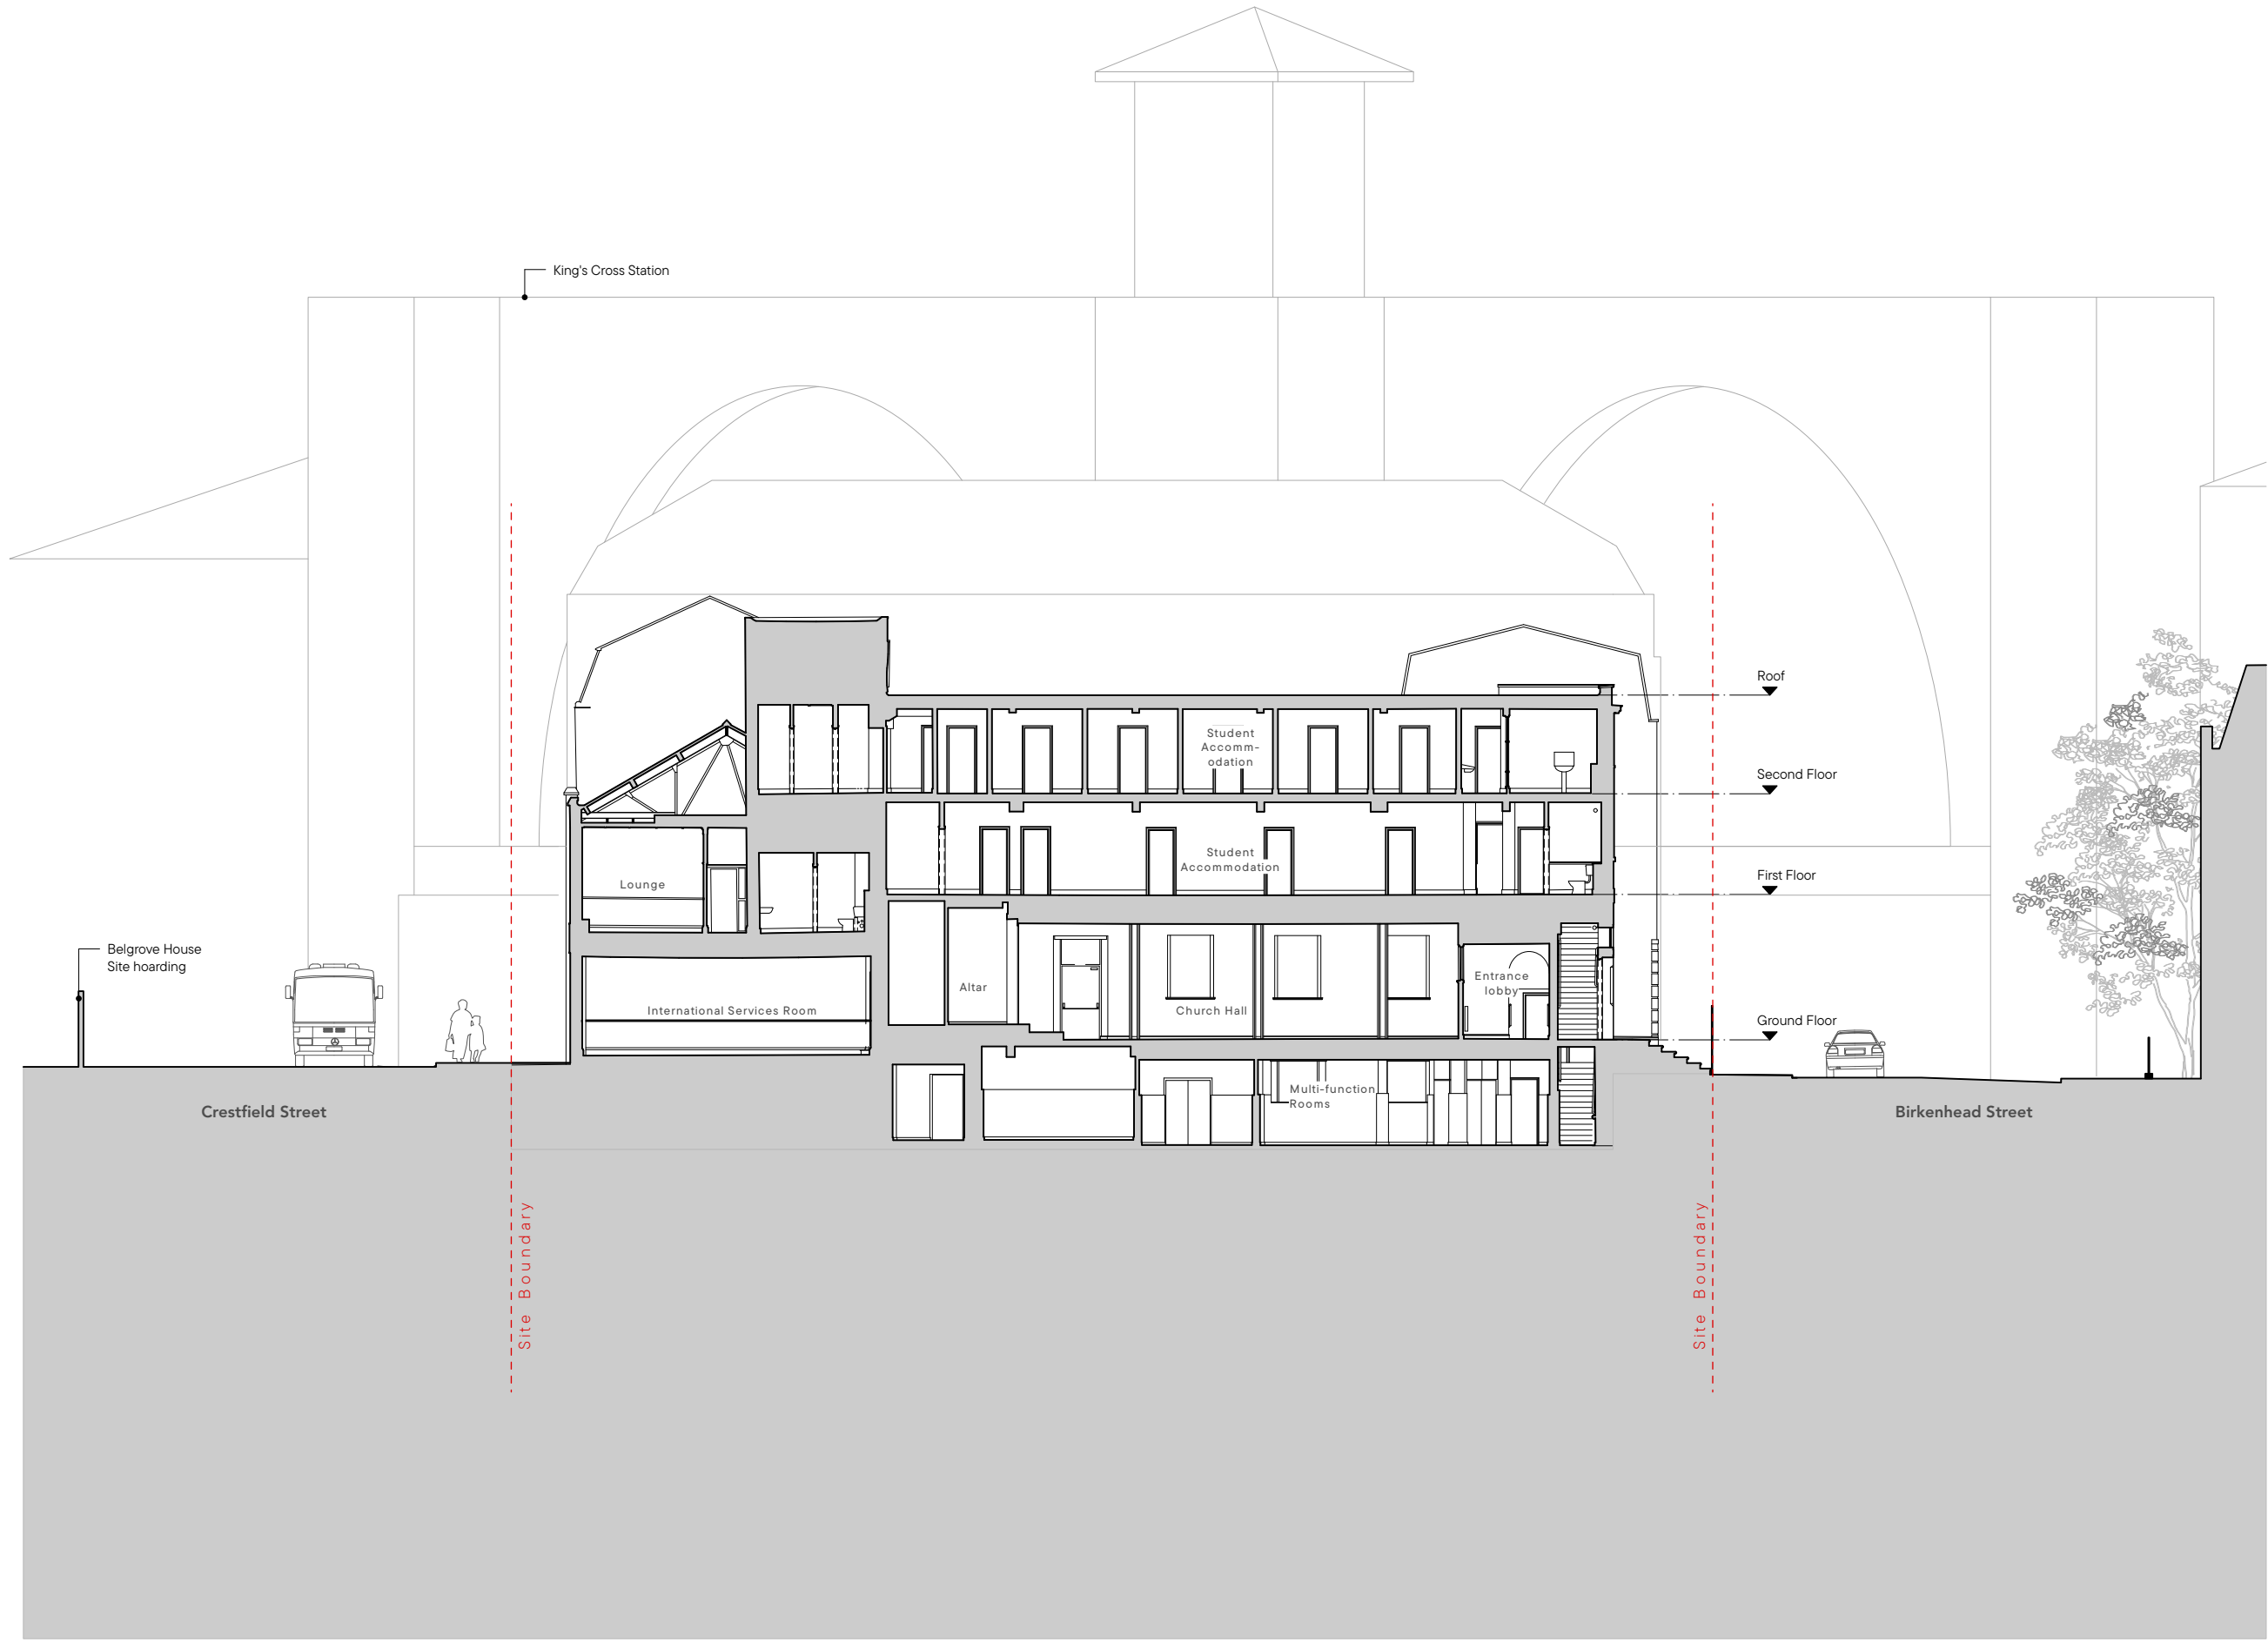 King's Cross Station
Roof
Student
Accomm-
odation
Second Floor
Student
Accommodation
First Floor
Lounge
Belgrove House
Site hoarding
Altar
Entrance
lobby
International Services Room
Church Hall
Ground Floor
Multi-function
Rooms
Crestfield Street
Birkenhead Street
Site Boundary
Site Boundary